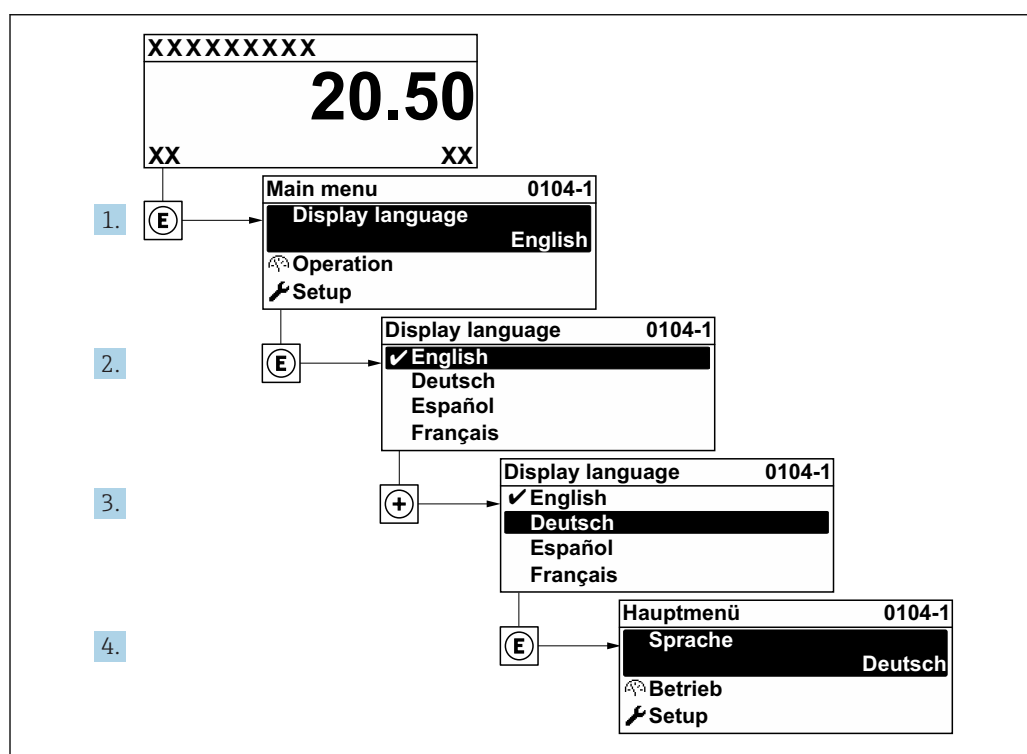 XXXXXXXXX
20.50
XX XX
1. E
Main menu 0104-1
Display language
English
Operation
Setup
2. E
Display language 0104-1
✔ English
Deutsch
Español
Français
3. +
Display language 0104-1
✔ English
Deutsch
Español
Français
4. E
Hauptmenü 0104-1
Sprache
Deutsch
Betrieb
Setup